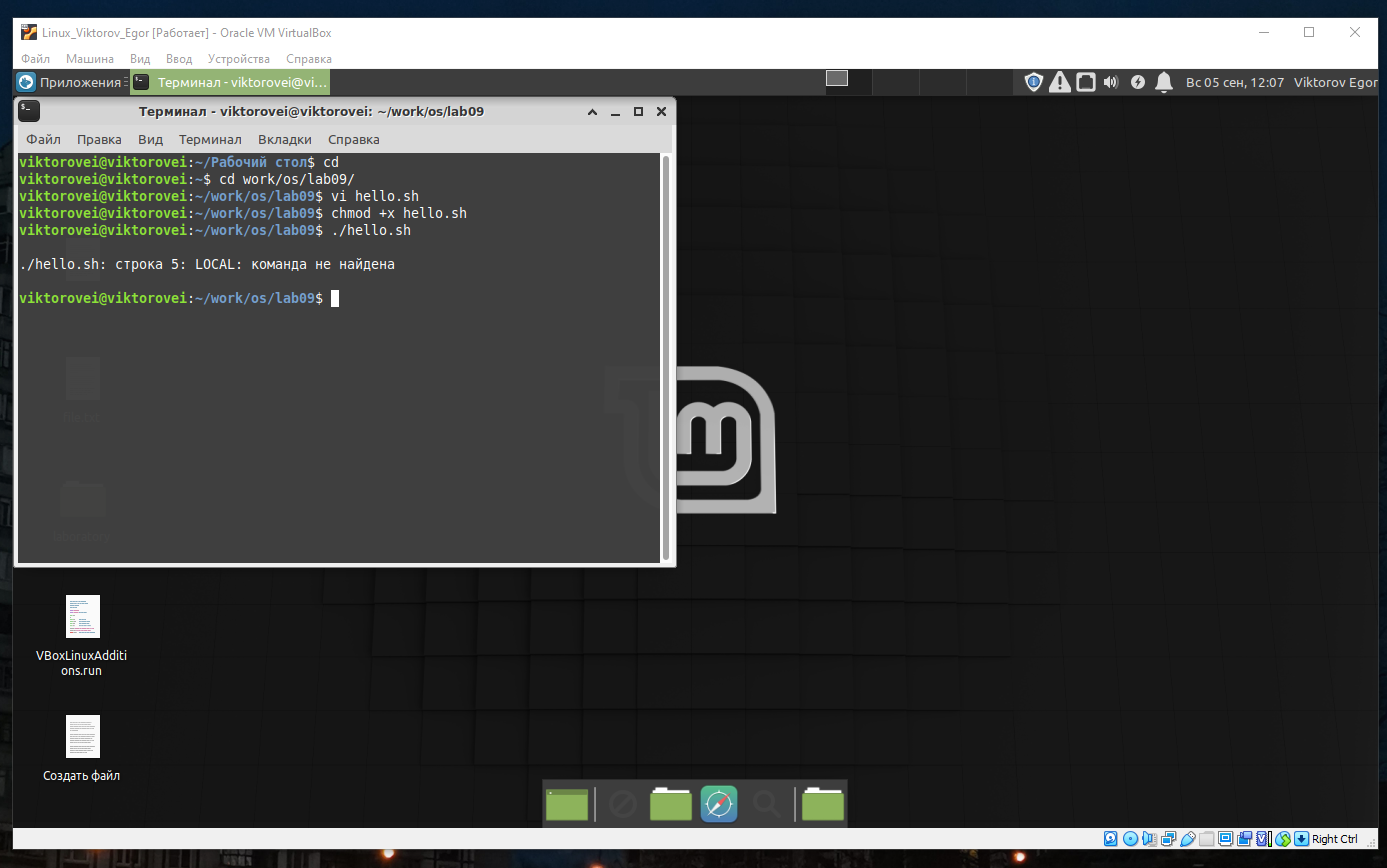 Linux_Viktorov_Egor [Работает] - Oracle VM VirtualBox
Файл Машина Вид Ввод Устройства Справка
Приложения Терминал - viktorovei@vi... Вс 05 сен, 12:07 Viktorov Egor
Терминал - viktorovei@viktorovei: ~/work/os/lab09
Файл Правка Вид Терминал Вкладки Справка
viktorovei@viktorovei:~/Рабочий стол$ cd
viktorovei@viktorovei:~$ cd work/os/lab09/
viktorovei@viktorovei:~/work/os/lab09$ vi hello.sh
viktorovei@viktorovei:~/work/os/lab09$ chmod +x hello.sh
viktorovei@viktorovei:~/work/os/lab09$ ./hello.sh
./hello.sh: строка 5: LOCAL: команда не найдена
viktorovei@viktorovei:~/work/os/lab09$
VBoxLinuxAdditi
ons.run
Создать файл
Right Ctrl